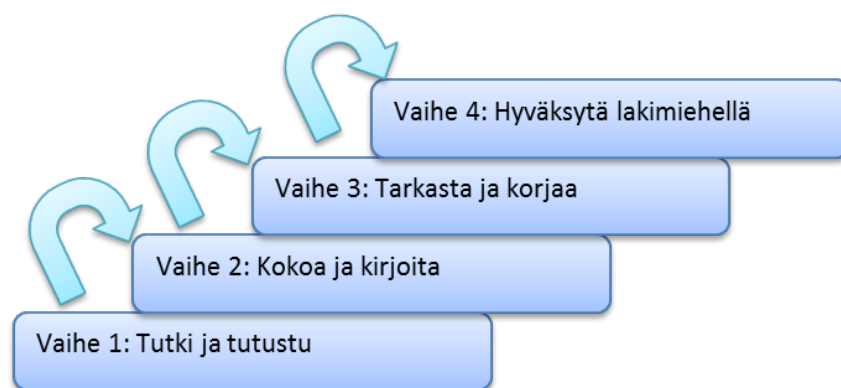 Vaihe 4: Hyväksytä lakimiehellä
Vaihe 3: Tarkasta ja korjaa
Vaihe 2: Kokoa ja kirjoita
Vaihe 1: Tutki ja tutustu